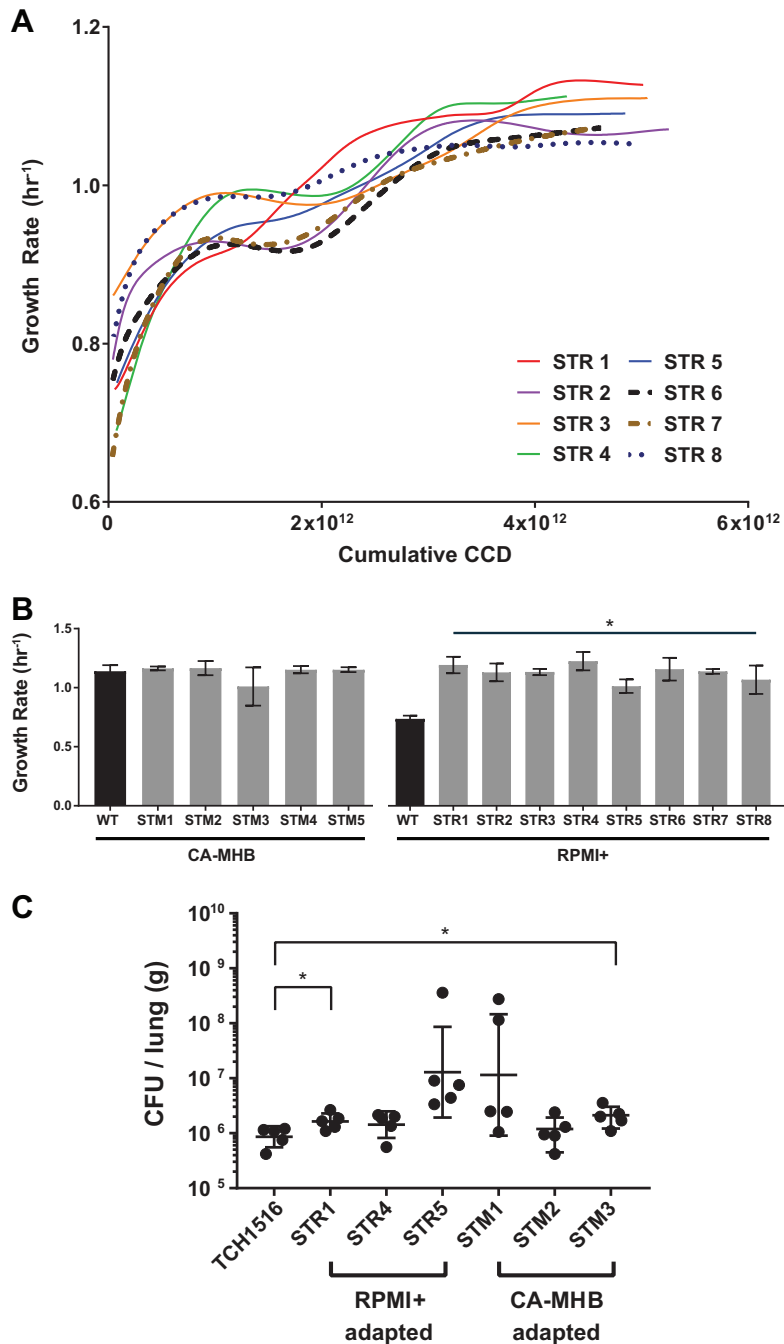 A
1.2
1.0
0.8
0.6
Growth Rate (hr⁻¹)
STR 1
STR 5
STR 2
STR 6
STR 3
STR 7
STR 4
STR 8
0
2x10¹²
4x10¹²
6x10¹²
Cumulative CCD
B
1.5
1.0
0.5
0.0
Growth Rate (hr⁻¹)
*
WT STM1 STM2 STM3 STM4 STM5
WT STR1 STR2 STR3 STR4 STR5 STR6 STR7 STR8
CA-MHB
RPMI+
C
10¹⁰
10⁹
10⁸
10⁷
10⁶
10⁵
CFU / lung (g)
*
*
TCH1516
STR1
STR4
STR5
STM1
STM2
STM3
RPMI+
adapted
CA-MHB
adapted